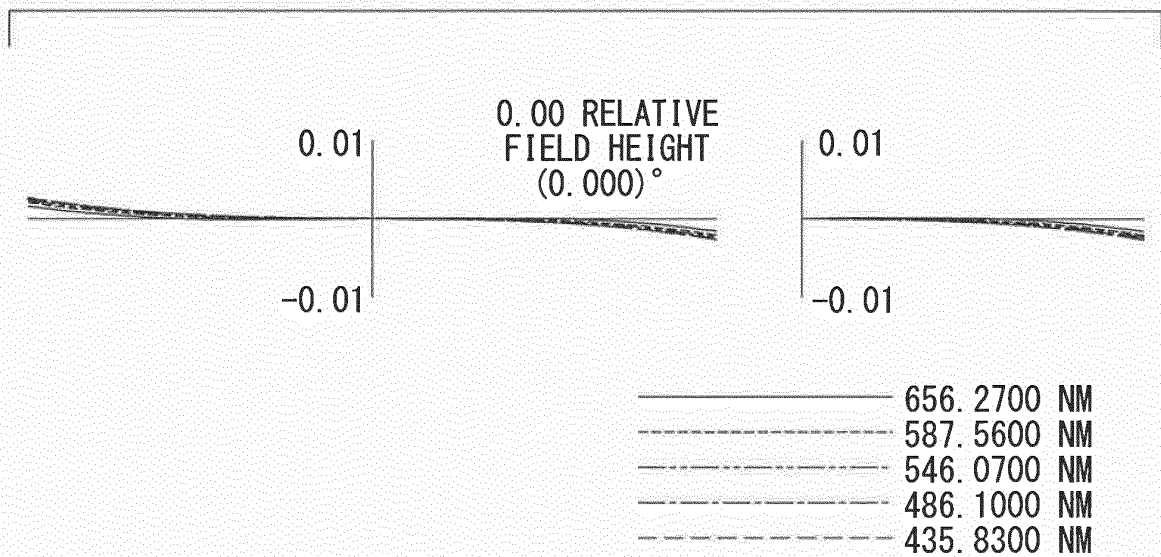 0.00 RELATIVE
FIELD HEIGHT
(0.000)°
0.01
-0.01
0.01
-0.01
656.2700 NM
587.5600 NM
546.0700 NM
486.1000 NM
435.8300 NM